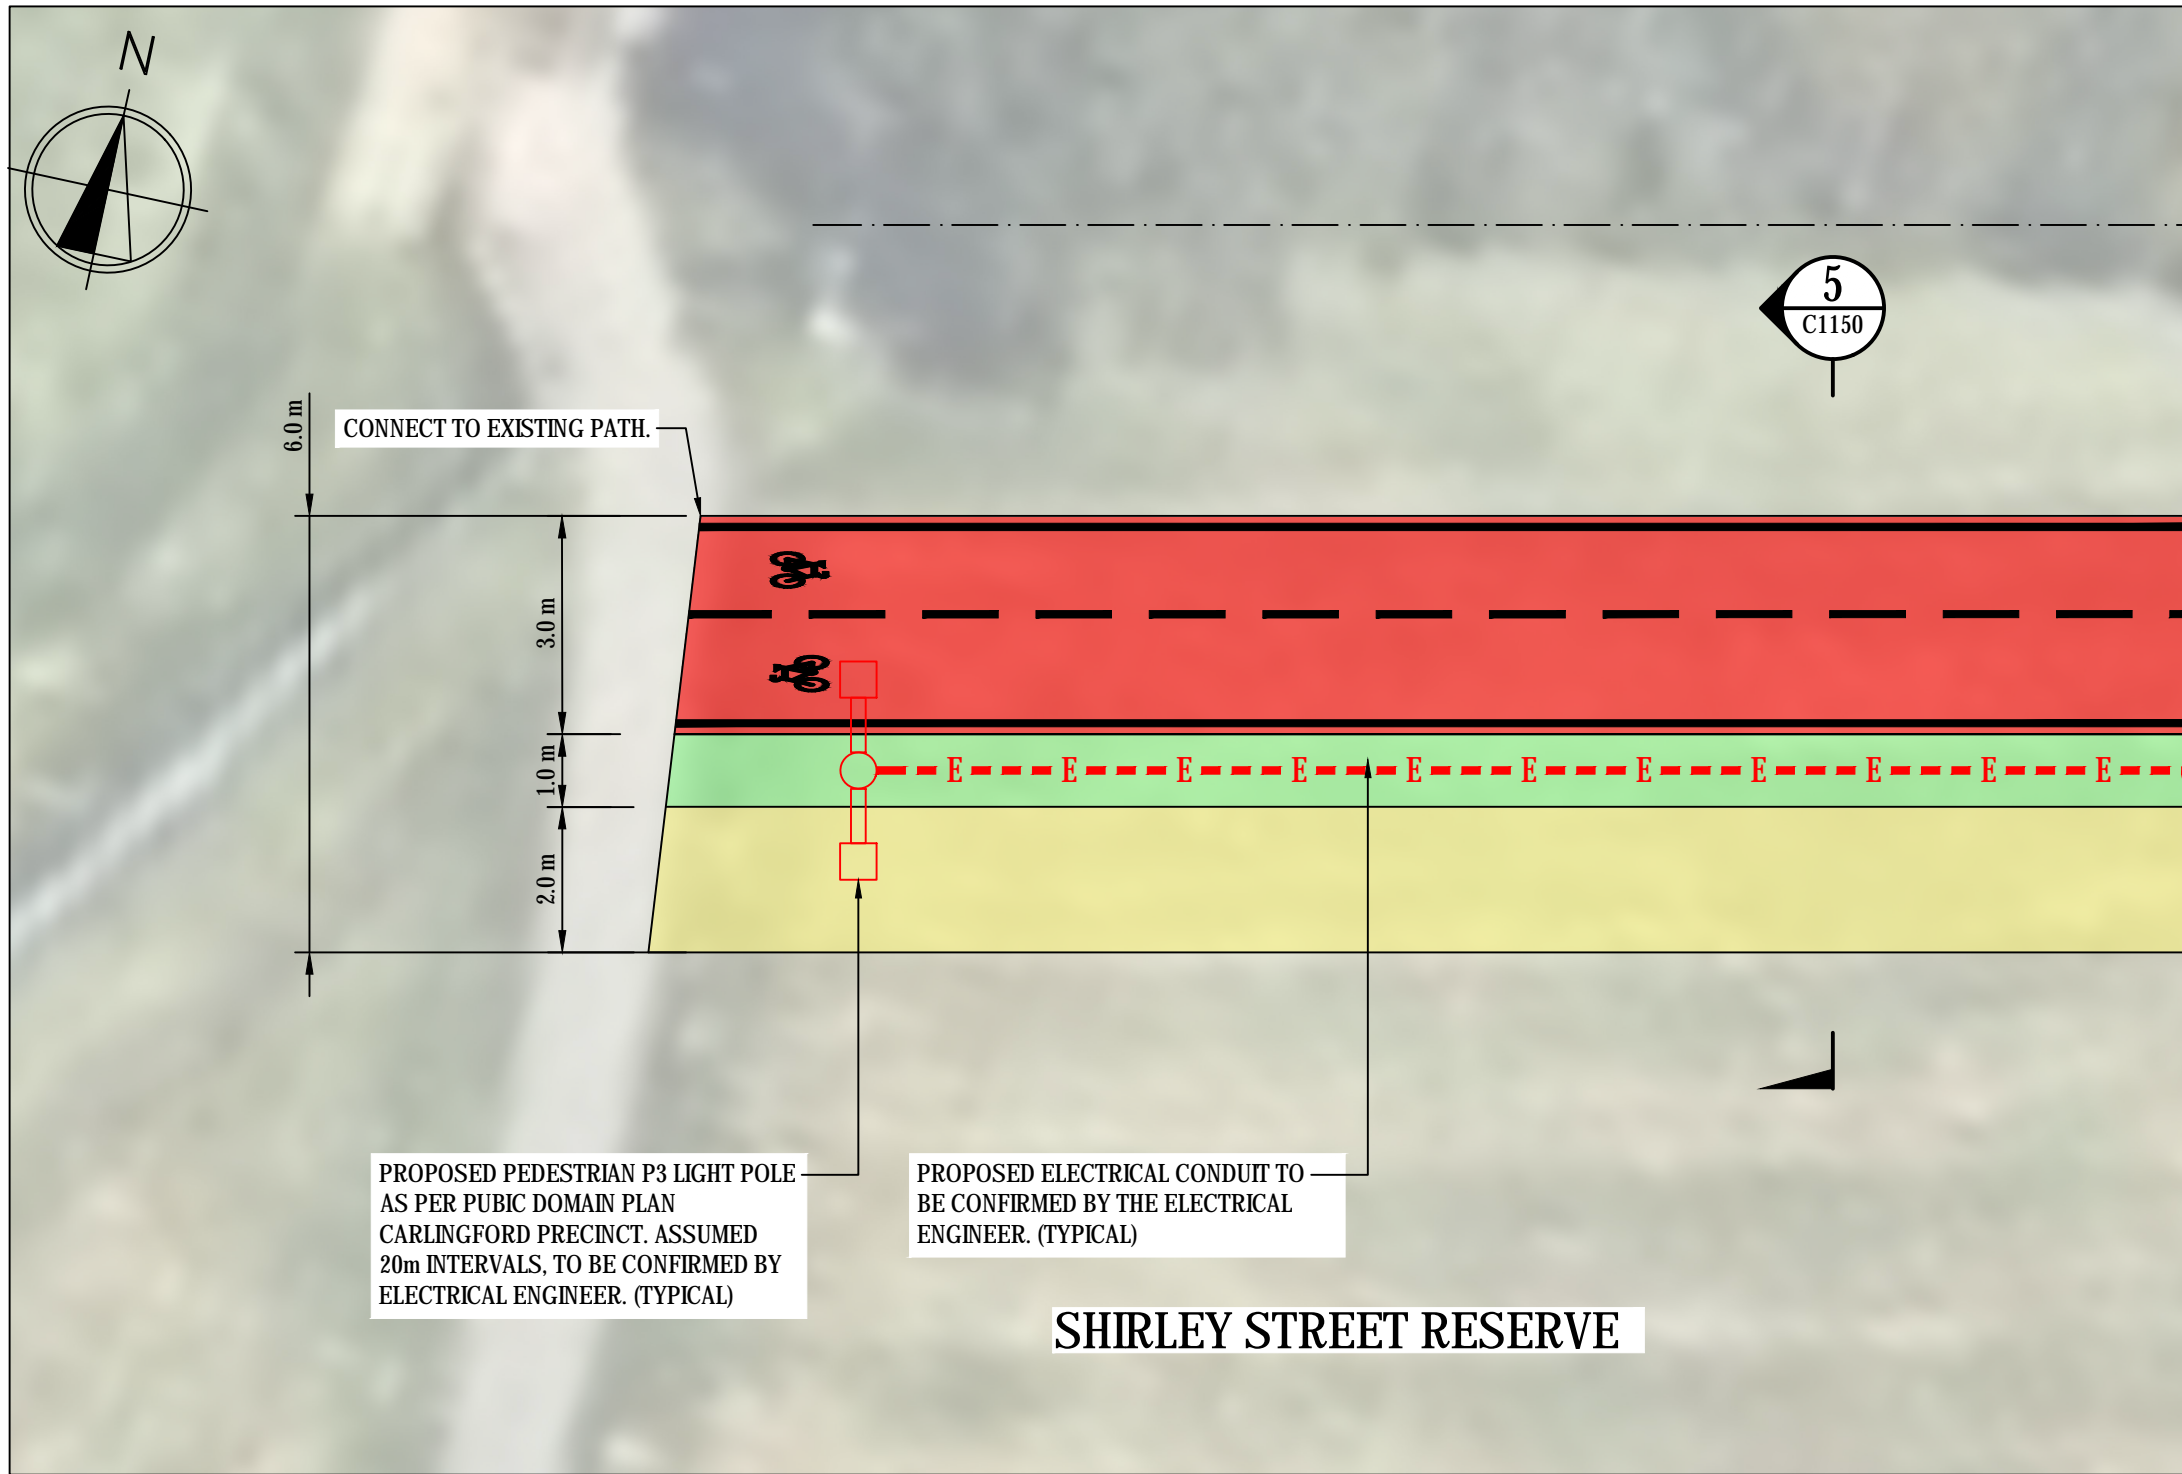 N
5
C1150
6.0 m
CONNECT TO EXISTING PATH.
3.0 m
1.0 m
E E E E E E E E E E E
2.0 m
PROPOSED PEDESTRIAN P3 LIGHT POLE
AS PER PUBIC DOMAIN PLAN
CARLINGFORD PRECINCT. ASSUMED
20m INTERVALS, TO BE CONFIRMED BY
ELECTRICAL ENGINEER. (TYPICAL)
PROPOSED ELECTRICAL CONDUIT TO
BE CONFIRMED BY THE ELECTRICAL
ENGINEER. (TYPICAL)
SHIRLEY STREET RESERVE